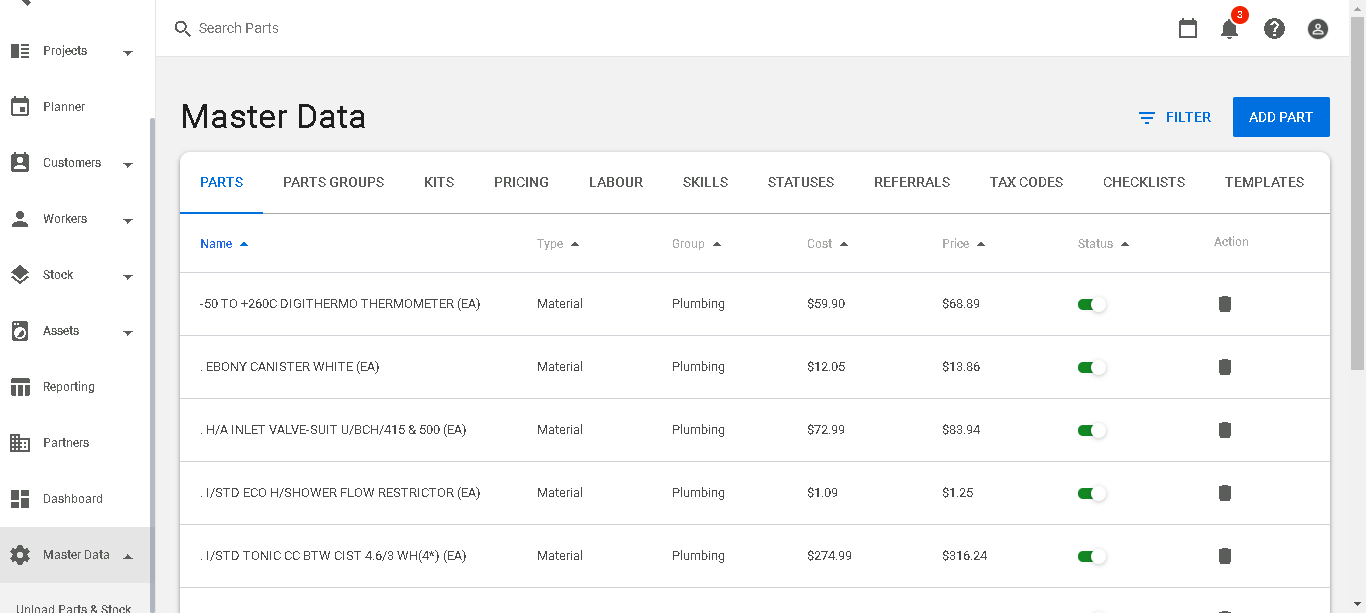 Search Parts
3
Projects
Planner
Customers
Workers
Stock
Assets
Reporting
Partners
Dashboard
Master Data
Upload Parts & Stock
Master Data
FILTER
ADD PART
PARTS PARTS GROUPS KITS PRICING LABOUR SKILLS STATUSES REFERRALS TAX CODES CHECKLISTS TEMPLATES
Name Type Group Cost Price Status Action
-50 TO +260C DIGITHERMO THERMOMETER (EA) Material Plumbing $59.90 $68.89
. EBONY CANISTER WHITE (EA) Material Plumbing $12.05 $13.86
. H/A INLET VALVE-SUIT U/BCH/415 & 500 (EA) Material Plumbing $72.99 $83.94
. I/STD ECO H/SHOWER FLOW RESTRICTOR (EA) Material Plumbing $1.09 $1.25
. I/STD TONIC CC BTW CIST 4.6/3 WH(4*) (EA) Material Plumbing $274.99 $316.24